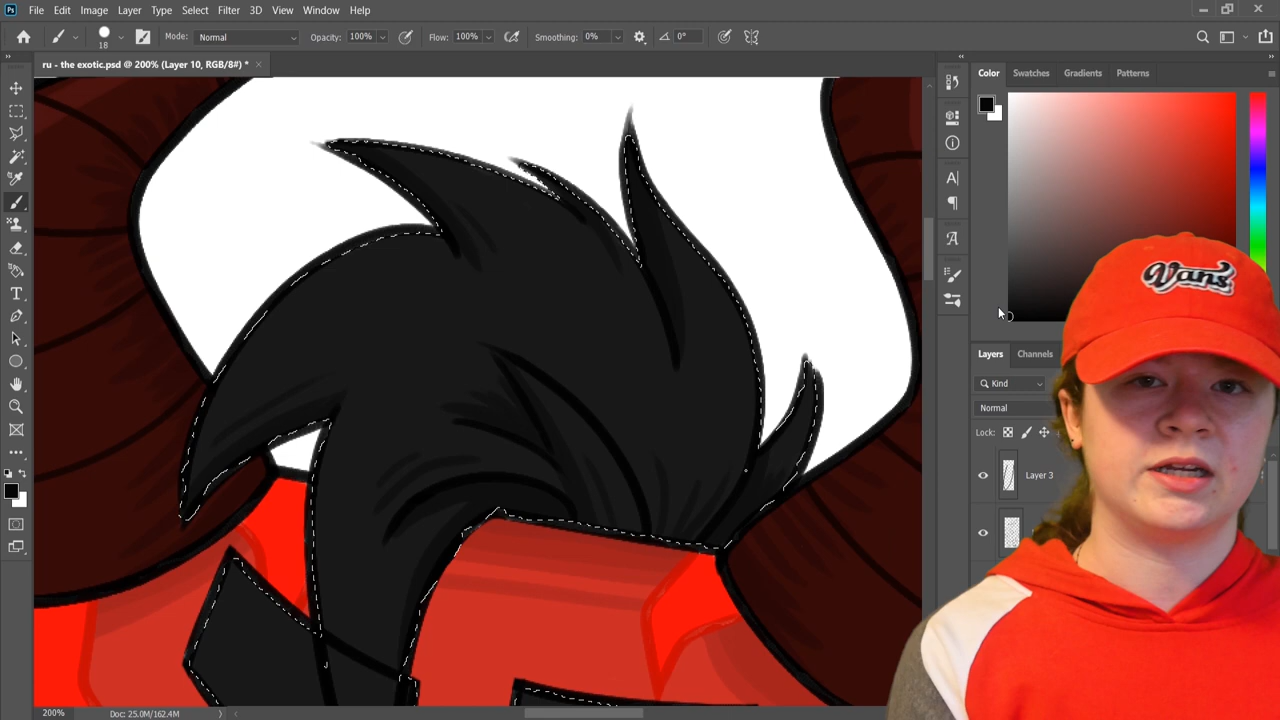 Ps File Edit Image Layer Type Select Filter 3D View Window Help
18 Mode: Normal Opacity: 100% Flow: 100% Smoothing: 0% 0°
ru - the exotic.psd @ 200% (Layer 10, RGB/8#) * ×
Color Swatches Gradients Patterns
Vans
Layers Channels
Kind
Normal
Lock:
Layer 3
200% Doc: 25.0M/162.4M